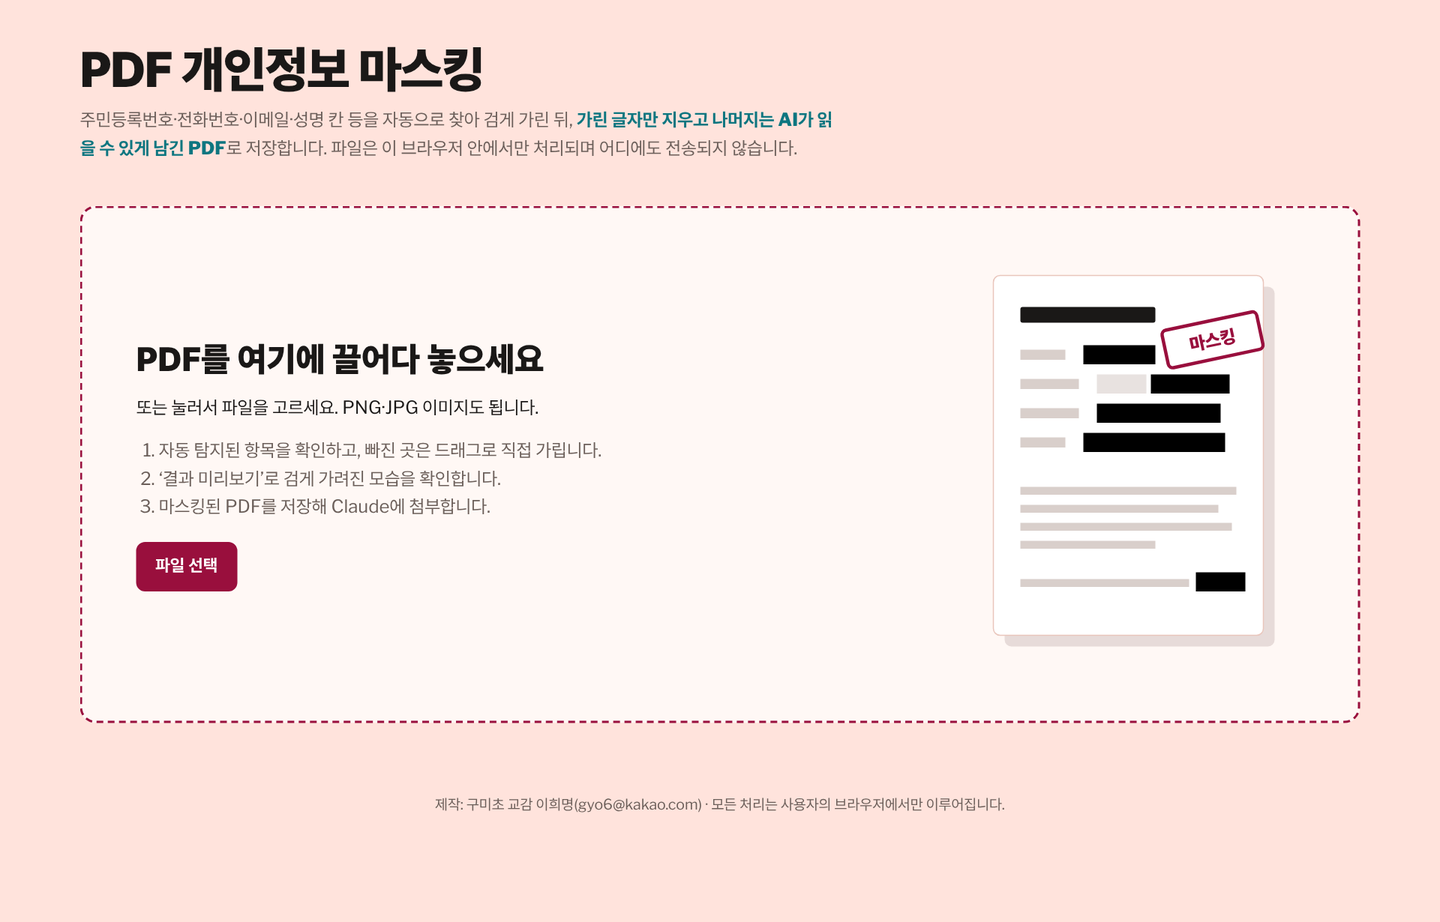 PDF 개인정보 마스킹
주민등록번호·전화번호·이메일·성명 칸 등을 자동으로 찾아 검게 가린 뒤, 가린 글자만 지우고 나머지는 AI가 읽
을 수 있게 남긴 PDF로 저장합니다. 파일은 이 브라우저 안에서만 처리되며 어디에도 전송되지 않습니다.
PDF를 여기에 끌어다 놓으세요
또는 눌러서 파일을 고르세요. PNG·JPG 이미지도 됩니다.
1. 자동 탐지된 항목을 확인하고, 빠진 곳은 드래그로 직접 가립니다.
2. ‘결과 미리보기’로 검게 가려진 모습을 확인합니다.
3. 마스킹된 PDF를 저장해 Claude에 첨부합니다.
파일 선택
마스킹
제작: 구미초 교감 이희명(gyo6@kakao.com) · 모든 처리는 사용자의 브라우저에서만 이루어집니다.